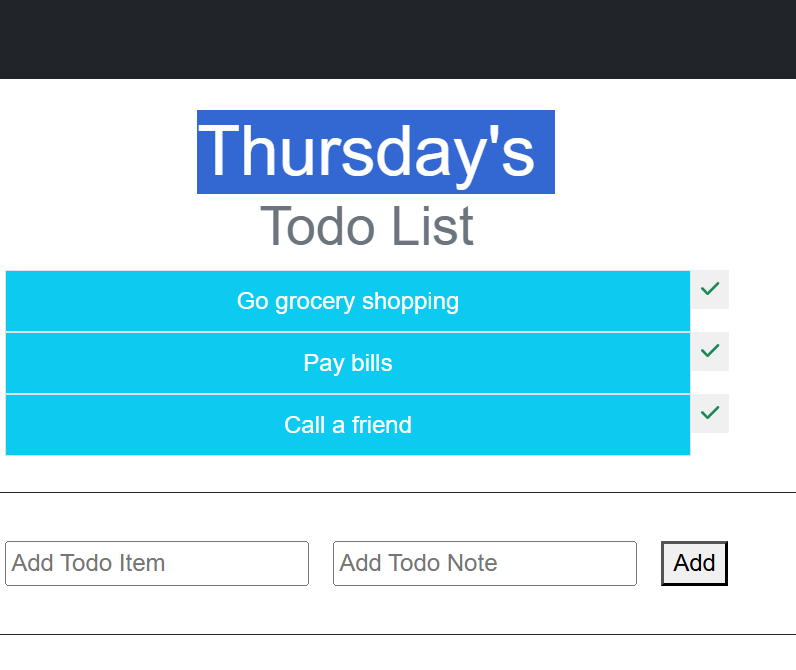 Thursday's
Todo List
Go grocery shopping
Pay bills
Call a friend
Add Todo Item Add Todo Note Add